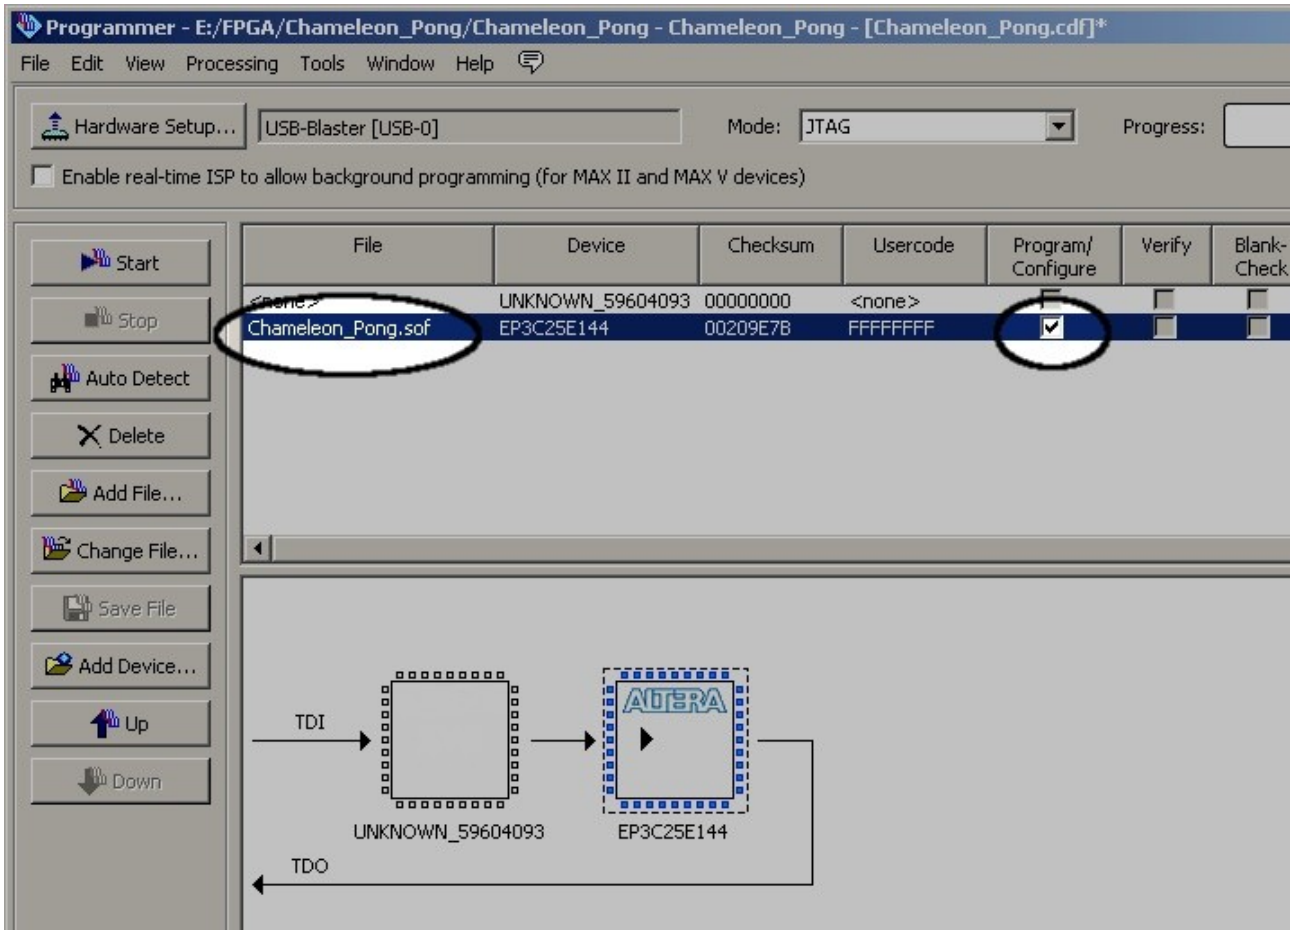 Programmer - E:/FPGA/Chameleon_Pong/Chameleon_Pong - Chameleon_Pong - [Chameleon_Pong.cdf]*
File Edit View Processing Tools Window Help
Hardware Setup... USB-Blaster [USB-0] Mode: JTAG Progress:
Enable real-time ISP to allow background programming (for MAX II and MAX V devices)
Start
Stop
Auto Detect
Delete
Add File...
Change File...
Save File
Add Device...
Up
Down
File Device Checksum Usercode Program/ Verify Blank-
Configure Check
<none> UNKNOWN_59604093 00000000 <none>
Chameleon_Pong.sof EP3C25E144 00209E7B FFFFFFFF
TDI
ALTERA
UNKNOWN_59604093 EP3C25E144
TDO